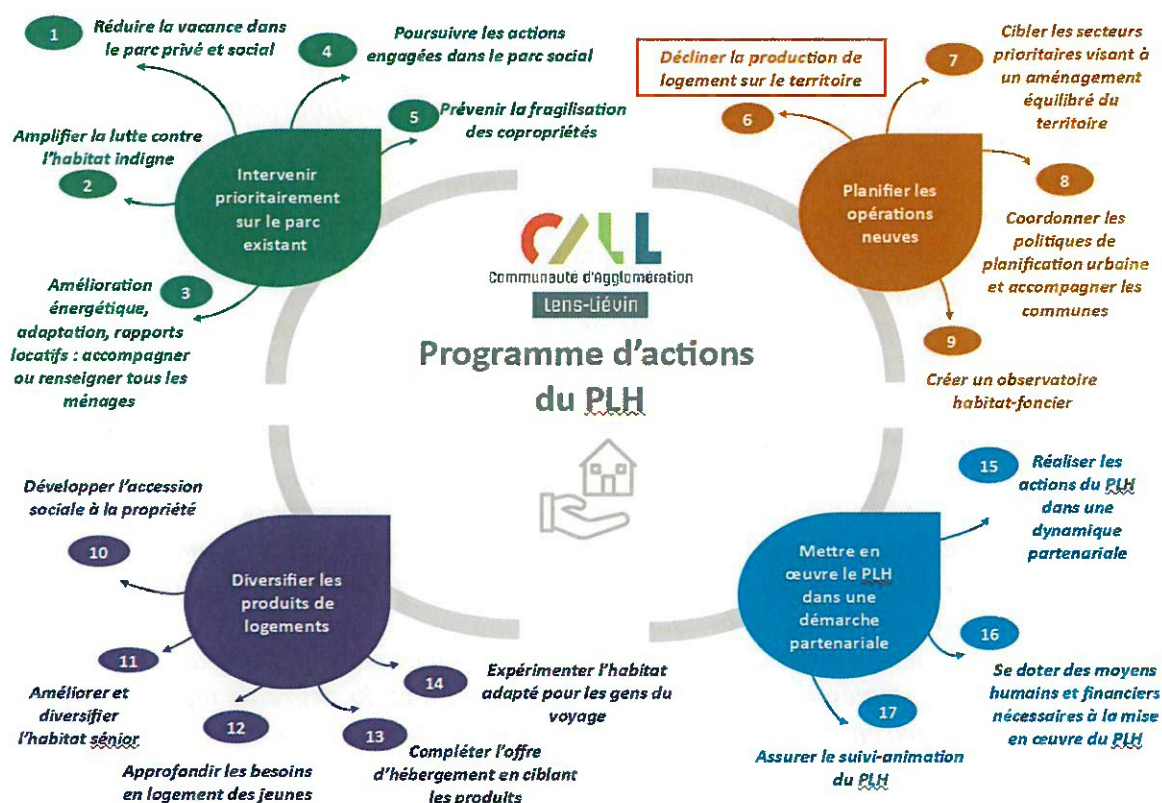 1
Réduire la vacance dans
le parc privé et social
4
Poursuivre les actions
engagées dans le parc social
5
Prévenir la fragilisation
des copropriétés
Amplifier la lutte contre
l'habitat indigne
2
Intervenir
prioritairement
sur le parc
existant
3
Amélioration
énergétique,
adaptation, rapports
locatifs : accompagner
ou renseigner tous les
ménages
Décliner la production de
logement sur le territoire
6
7
Cibler les secteurs
prioritaires visant à
un aménagement
équilibré du
territoire
Planifier les
opérations
neuves
8
Coordonner les
politiques de
planification urbaine
et accompagner les
communes
9
Créer un observatoire
habitat-foncier
CALL
Communauté d'Agglomération
Lens-Liévin
Programme d'actions
du PLH
Développer l'accession
sociale à la propriété
10
Diversifier les
produits de
logements
11
Améliorer et
diversifier
l'habitat sénior
12
Approfondir les besoins
en logement des jeunes
13
Compléter l'offre
d'hébergement en ciblant
les produits
14
Expérimenter l'habitat
adapté pour les gens du
voyage
15
Réaliser les
actions du PLH
dans une
dynamique
partenariale
Mettre en
œuvre le PLH
dans une
démarche
partenariale
16
Se doter des moyens
humains et financiers
nécessaires à la mise
en œuvre du PLH
17
Assurer le suivi-animation
du PLH